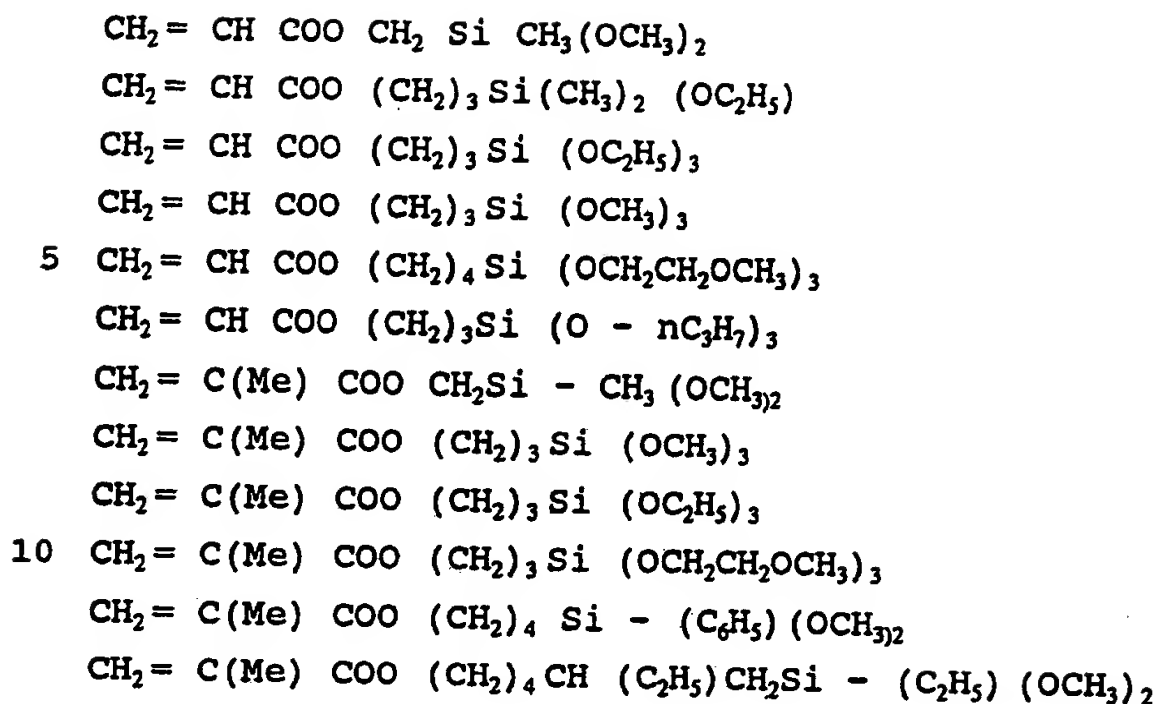 CH₂= CH COO CH₂ Si CH₃(OCH₃)₂
CH₂= CH COO (CH₂)₃Si(CH₃)₂ (OC₂H₅)
CH₂= CH COO (CH₂)₃Si (OC₂H₅)₃
CH₂= CH COO (CH₂)₃Si (OCH₃)₃
5 CH₂= CH COO (CH₂)₄Si (OCH₂CH₂OCH₃)₃
CH₂= CH COO (CH₂)₃Si (O - nC₃H₇)₃
CH₂= C(Me) COO CH₂Si - CH₃ (OCH₃₎₂
CH₂= C(Me) COO (CH₂)₃Si (OCH₃)₃
CH₂= C(Me) COO (CH₂)₃Si (OC₂H₅)₃
10 CH₂= C(Me) COO (CH₂)₃Si (OCH₂CH₂OCH₃)₃
CH₂= C(Me) COO (CH₂)₄ Si - (C₆H₅)(OCH₃₎₂
CH₂= C(Me) COO (CH₂)₄CH (C₂H₅)CH₂Si - (C₂H₅) (OCH₃)₂